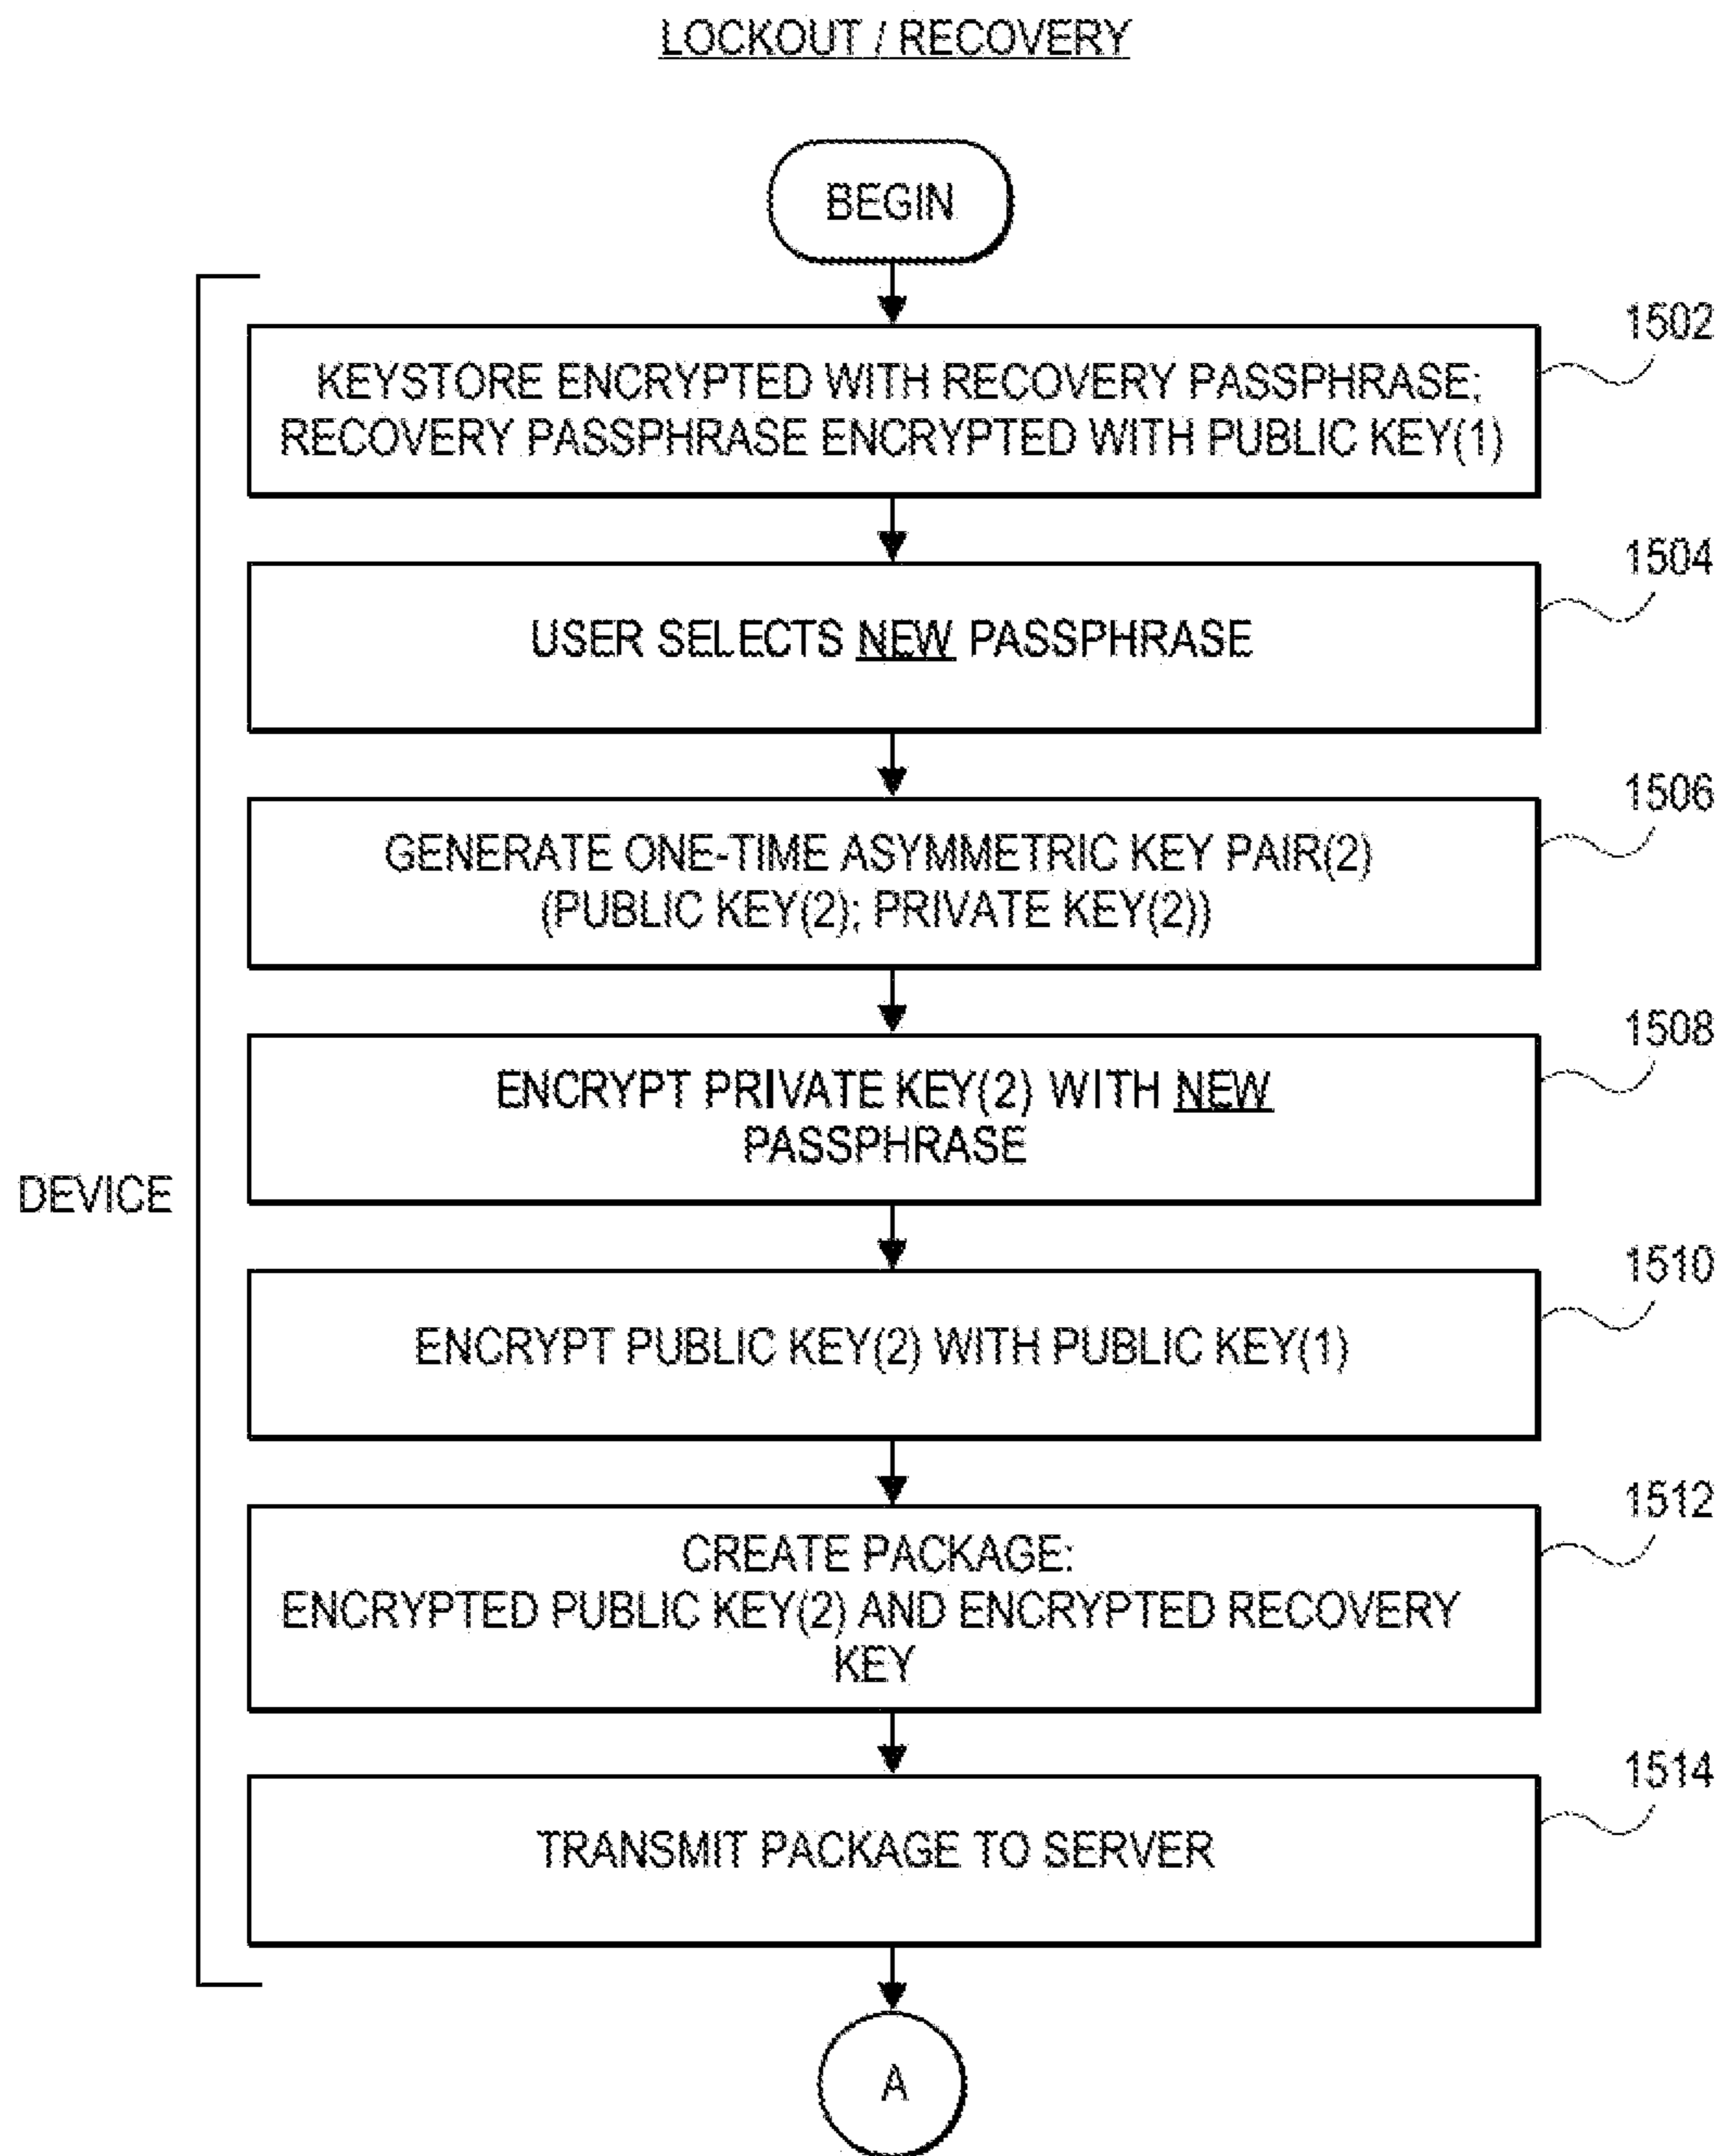 LOCKOUT / RECOVERY
BEGIN
1502
KEYSTORE ENCRYPTED WITH RECOVERY PASSPHRASE;
RECOVERY PASSPHRASE ENCRYPTED WITH PUBLIC KEY(1)
1504
USER SELECTS NEW PASSPHRASE
1506
GENERATE ONE-TIME ASYMMETRIC KEY PAIR(2)
(PUBLIC KEY(2); PRIVATE KEY(2))
1508
ENCRYPT PRIVATE KEY(2) WITH NEW
PASSPHRASE
DEVICE
1510
ENCRYPT PUBLIC KEY(2) WITH PUBLIC KEY(1)
1512
CREATE PACKAGE:
ENCRYPTED PUBLIC KEY(2) AND ENCRYPTED RECOVERY
KEY
1514
TRANSMIT PACKAGE TO SERVER
A